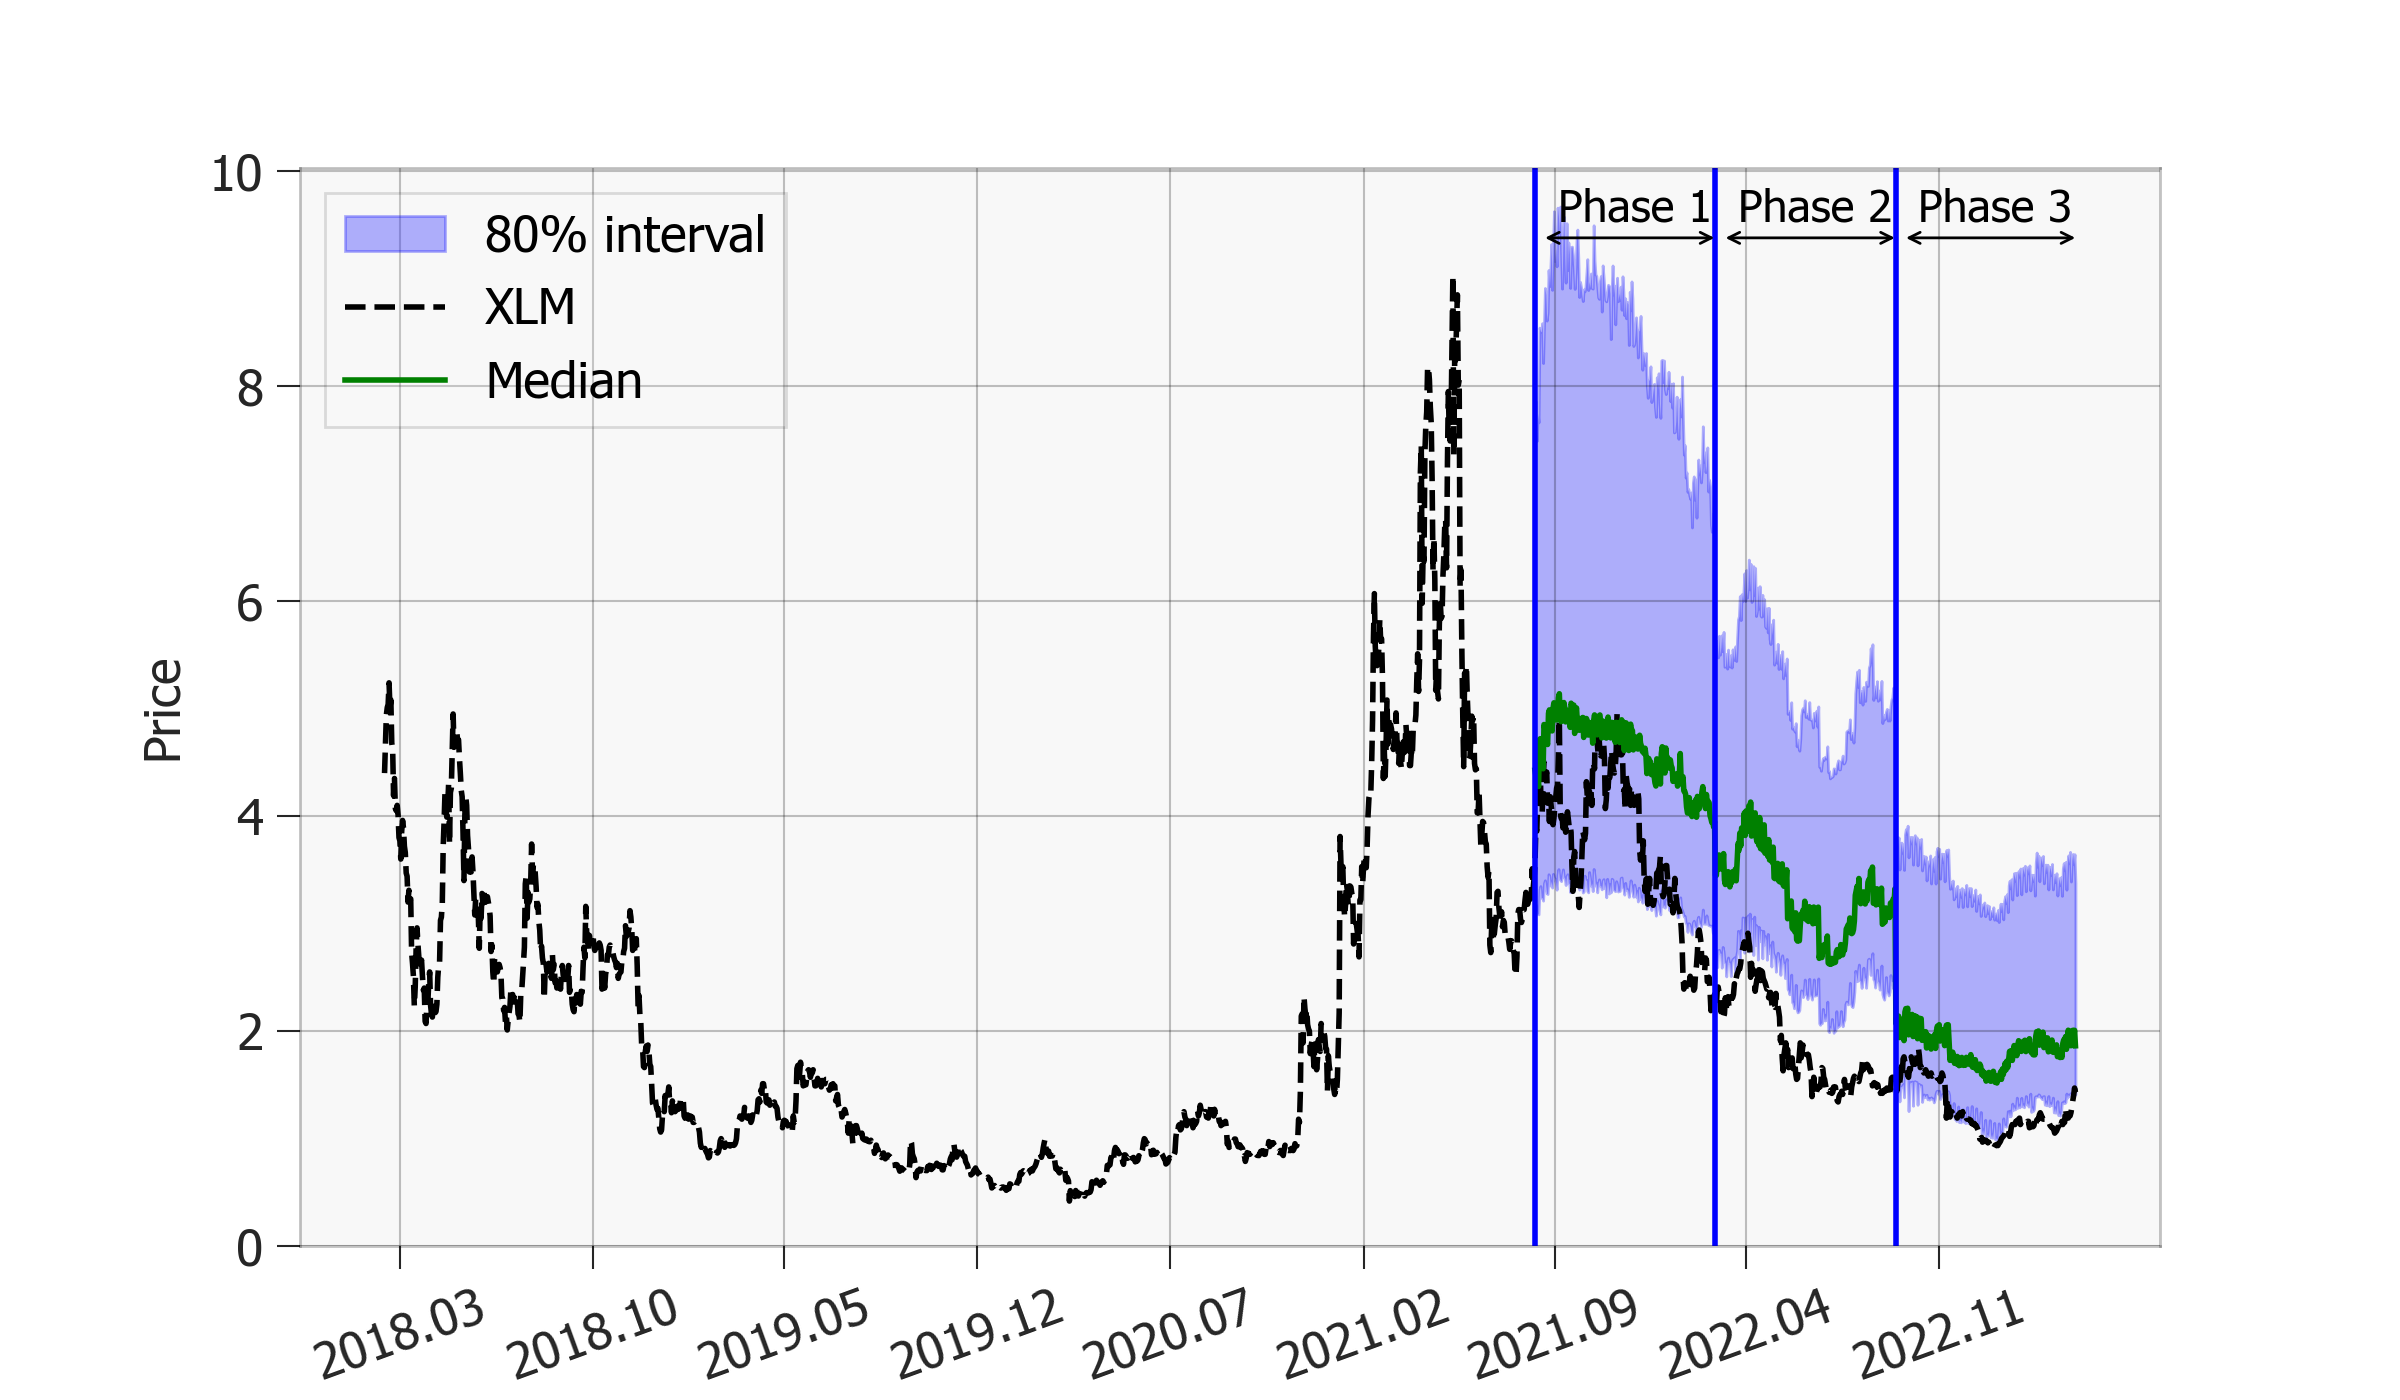 10
8
6
4
2
0
Price
80% interval
XLM
Median
Phase 1
Phase 2
Phase 3
2018.03
2018.10
2019.05
2019.12
2020.07
2021.02
2021.09
2022.04
2022.11